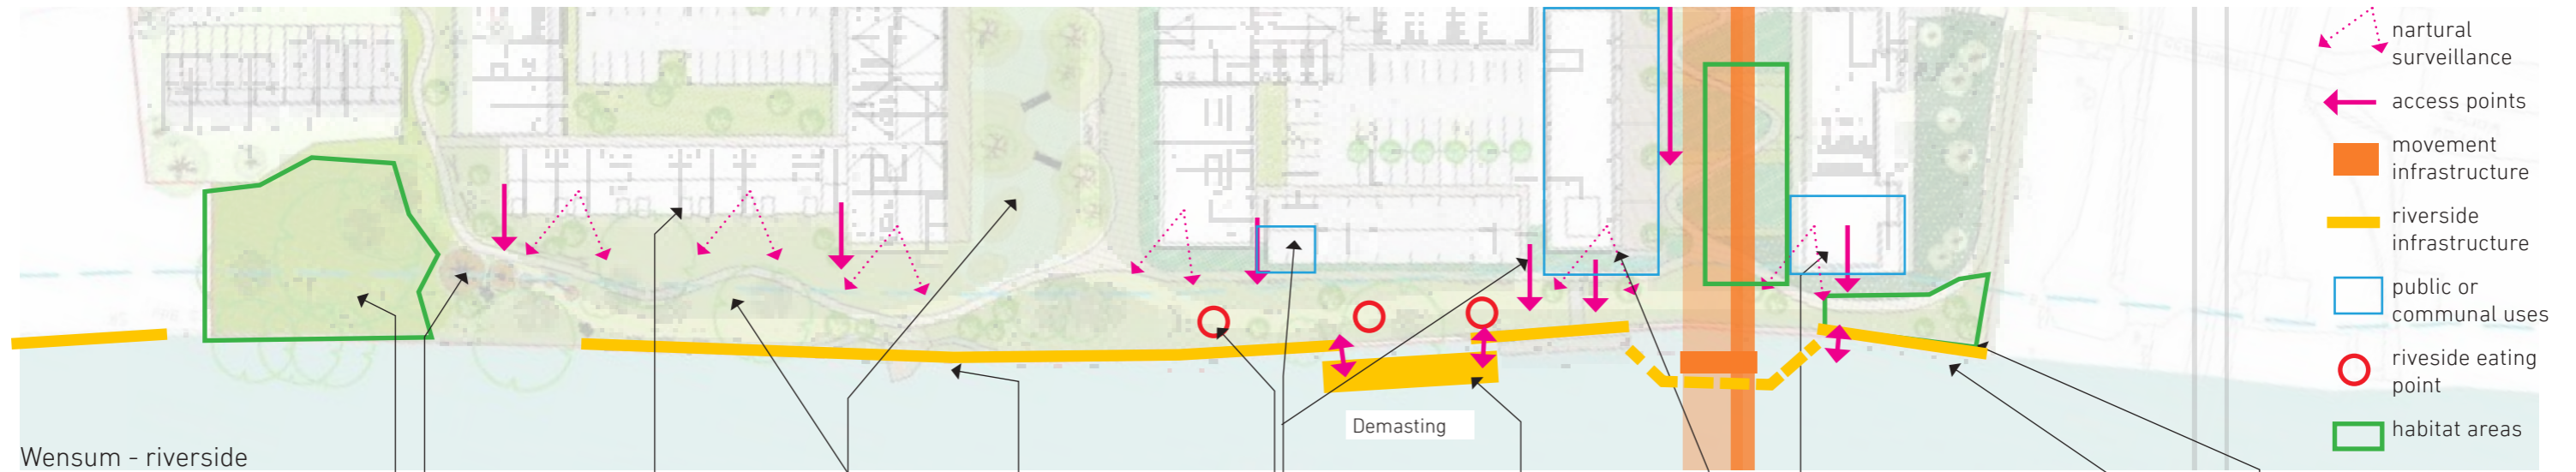 nartural
surveillance
access points
movement
infrastructure
riverside
infrastructure
public or
communal uses
riveside eating
point
habitat areas
Demasting
Wensum - riverside